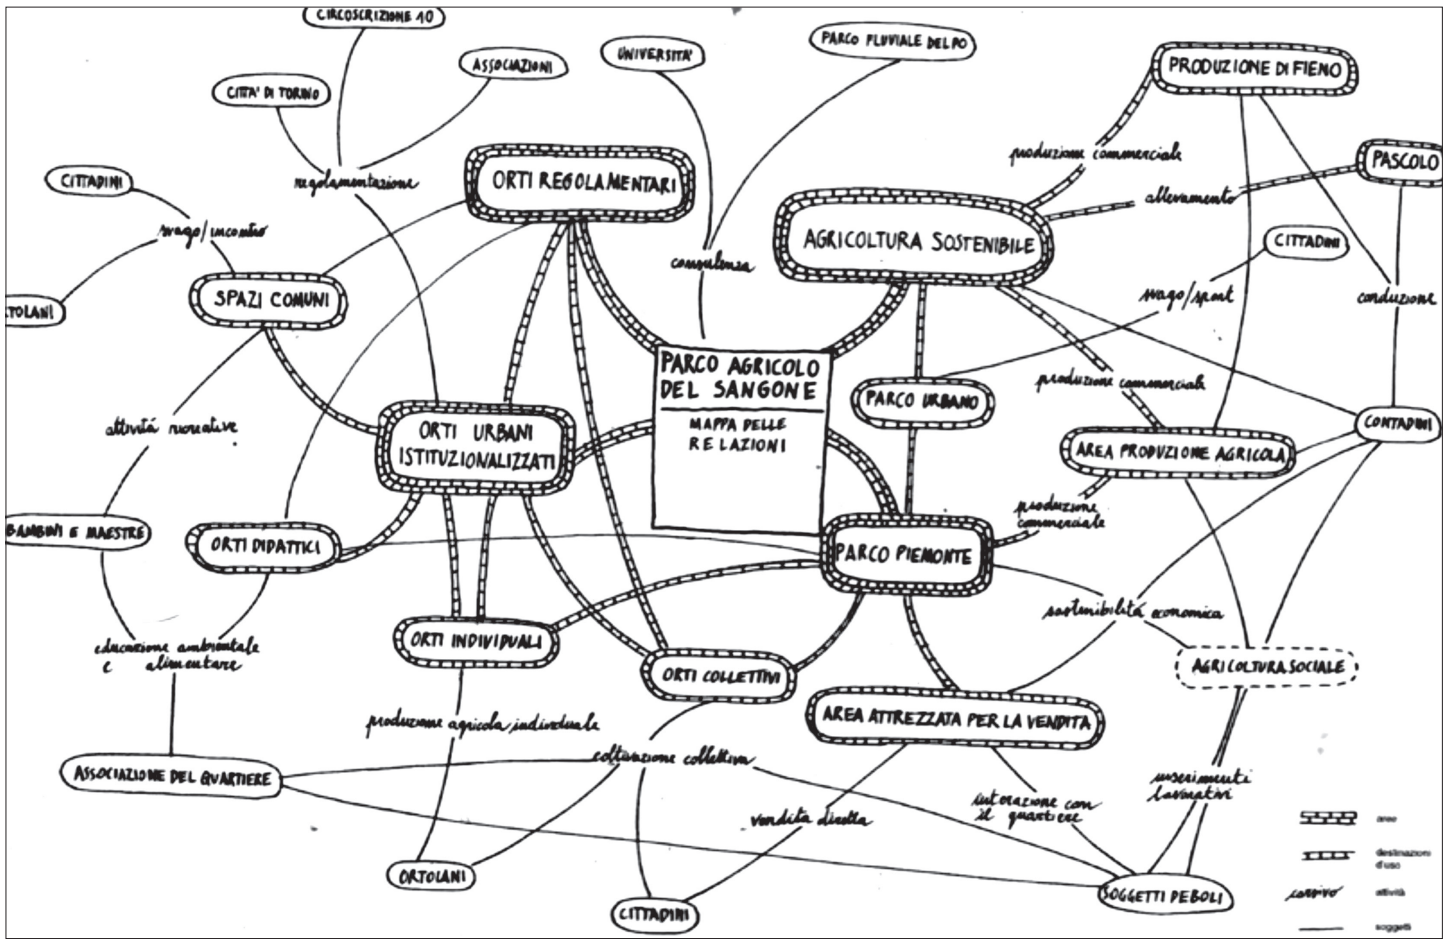 CIRCOSCRIZIONE 10
CITTA' DI TORINO
ASSOCIAZIONI
UNIVERSITA'
PARCO FLUVIALE DEL PO
PRODUZIONE DI FIENO
CITTADINI
regolamentazione
ORTI REGOLAMENTARI
produzione commerciale
PASCOLO
allevamento
svago/incontro
consulenza
AGRICOLTURA SOSTENIBILE
CITTADINI
SPAZI COMUNI
TOLANI
svago/sport
conduzione
PARCO AGRICOLO
DEL SANGONE
MAPPA DELLE
RELAZIONI
PARCO URBANO
produzione commerciale
CONTADINI
attività ricreative
ORTI URBANI
ISTITUZIONALIZZATI
AREA PRODUZIONE AGRICOLA
produzione
commerciale
BAMBINI E MAESTRE
ORTI DIDATTICI
PARCO PIEMONTE
sostenibilità economica
ORTI INDIVIDUALI
educazione ambientale
e alimentare
ORTI COLLETTIVI
AGRICOLTURA SOCIALE
AREA ATTREZZATA PER LA VENDITA
produzione agricola individuale
ASSOCIAZIONE DEL QUARTIERE
coltivazione collettiva
inserimenti
lavorativi
vendita diretta
interazione con
il quartiere
ORTOLANI
CITTADINI
SOGGETTI DEBOLI
aree
destinazioni
d'uso
corsivo
attività
soggetti